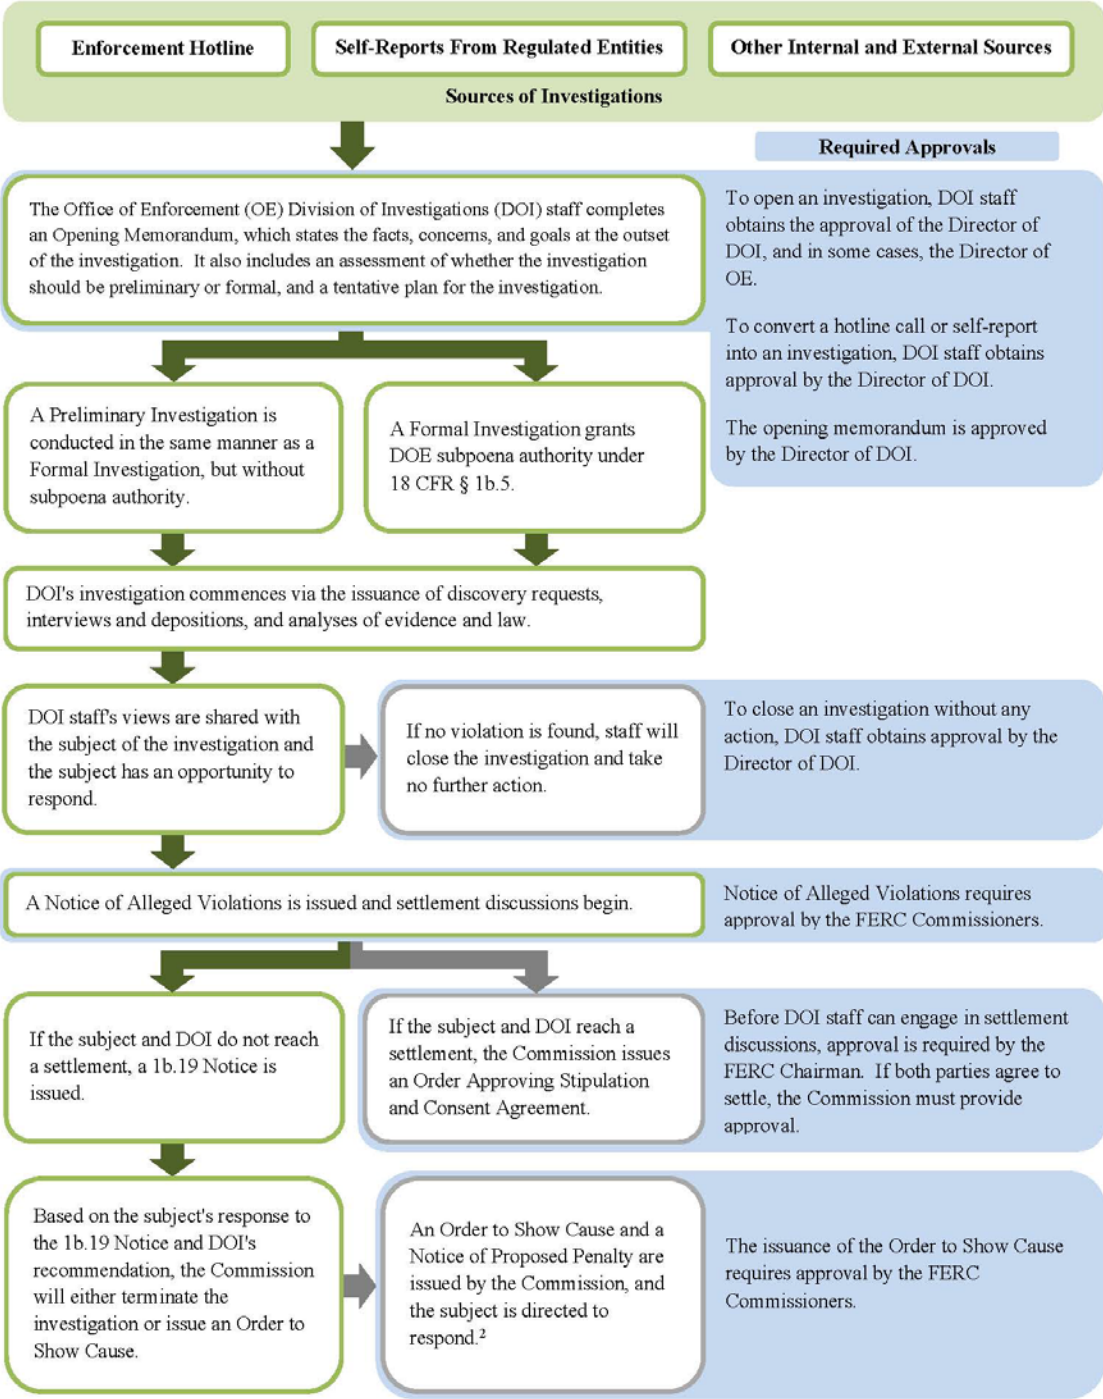 Enforcement Hotline
Self-Reports From Regulated Entities
Other Internal and External Sources
Sources of Investigations
Required Approvals
The Office of Enforcement (OE) Division of Investigations (DOI) staff completes
an Opening Memorandum, which states the facts, concerns, and goals at the outset
of the investigation.  It also includes an assessment of whether the investigation
should be preliminary or formal, and a tentative plan for the investigation.
To open an investigation, DOI staff
obtains the approval of the Director of
DOI, and in some cases, the Director of
OE.
To convert a hotline call or self-report
into an investigation, DOI staff obtains
approval by the Director of DOI.
The opening memorandum is approved
by the Director of DOI.
A Preliminary Investigation is
conducted in the same manner as a
Formal Investigation, but without
subpoena authority.
A Formal Investigation grants
DOE subpoena authority under
18 CFR § 1b.5.
DOI's investigation commences via the issuance of discovery requests,
interviews and depositions, and analyses of evidence and law.
DOI staff's views are shared with
the subject of the investigation and
the subject has an opportunity to
respond.
If no violation is found, staff will
close the investigation and take
no further action.
To close an investigation without any
action, DOI staff obtains approval by the
Director of DOI.
A Notice of Alleged Violations is issued and settlement discussions begin.
Notice of Alleged Violations requires
approval by the FERC Commissioners.
If the subject and DOI do not reach
a settlement, a 1b.19 Notice is
issued.
If the subject and DOI reach a
settlement, the Commission issues
an Order Approving Stipulation
and Consent Agreement.
Before DOI staff can engage in settlement
discussions, approval is required by the
FERC Chairman.  If both parties agree to
settle, the Commission must provide
approval.
Based on the subject's response to
the 1b.19 Notice and DOI's
recommendation, the Commission
will either terminate the
investigation or issue an Order to
Show Cause.
An Order to Show Cause and a
Notice of Proposed Penalty are
issued by the Commission, and
the subject is directed to
respond.²
The issuance of the Order to Show Cause
requires approval by the FERC
Commissioners.